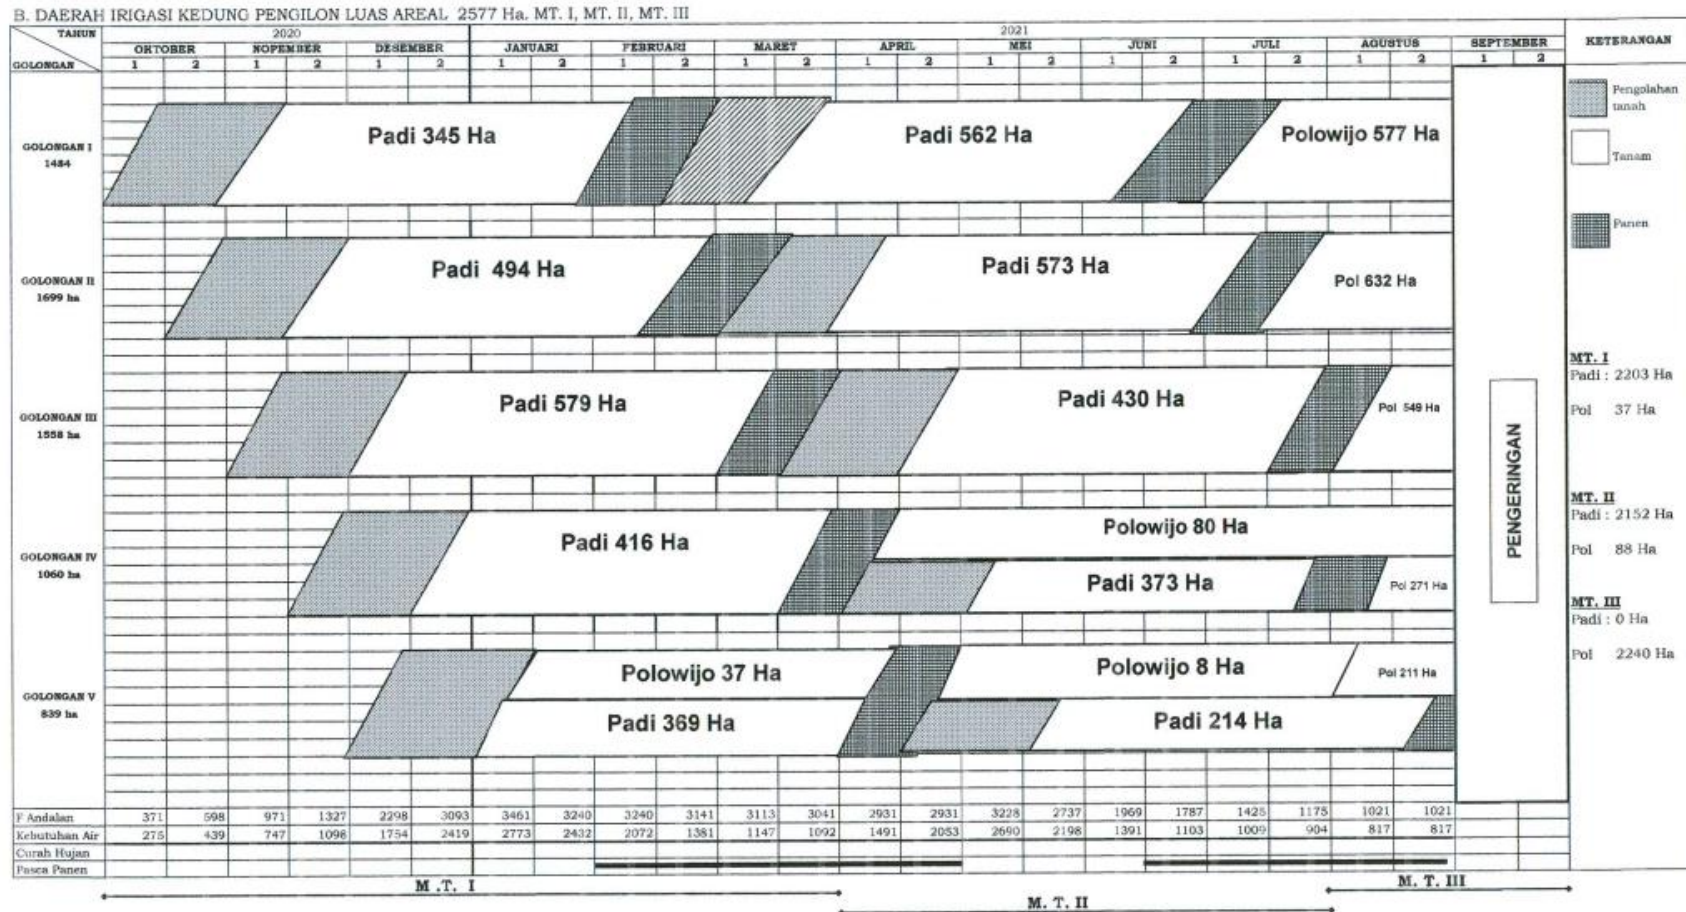 B. DAERAH IRIGASI KEDUNG PENGILON LUAS AREAL 2577 Ha. MT. I, MT. II, MT. III
TAHUN 2020 2021 KETERANGAN
OKTOBER NOPEMBER DESEMBER JANUARI FEBRUARI MARET APRIL MEI JUNI JULI AGUSTUS SEPTEMBER
GOLONGAN 1 2 1 2 1 2 1 2 1 2 1 2 1 2 1 2 1 2 1 2 1 2 1 2
Pengolahan tanah
Tanam
Panen
GOLONGAN I
1484
Padi 345 Ha Padi 562 Ha Polowijo 577 Ha
GOLONGAN II
1699 ha
Padi 494 Ha Padi 573 Ha Pol 632 Ha
GOLONGAN III
1558 ha
Padi 579 Ha Padi 430 Ha Pol 549 Ha
GOLONGAN IV
1060 ha
Padi 416 Ha Polowijo 80 Ha
Padi 373 Ha Pol 271 Ha
GOLONGAN V
839 ha
Polowijo 37 Ha Polowijo 8 Ha Pol 211 Ha
Padi 369 Ha Padi 214 Ha
PENGERINGAN
MT. I
Padi : 2203 Ha
Pol 37 Ha
MT. II
Padi : 2152 Ha
Pol 88 Ha
MT. III
Padi : 0 Ha
Pol 2240 Ha
F Andalan 371 598 971 1327 2298 3093 3461 3240 3240 3141 3113 3041 2931 2931 3228 2737 1969 1787 1425 1175 1021 1021
Kebutuhan Air 275 439 747 1098 1754 2419 2773 2432 2072 1381 1147 1092 1491 2053 2690 2198 1391 1103 1009 904 817 817
Curah Hujan
Pasca Panen
M .T. I
M. T. II
M. T. III